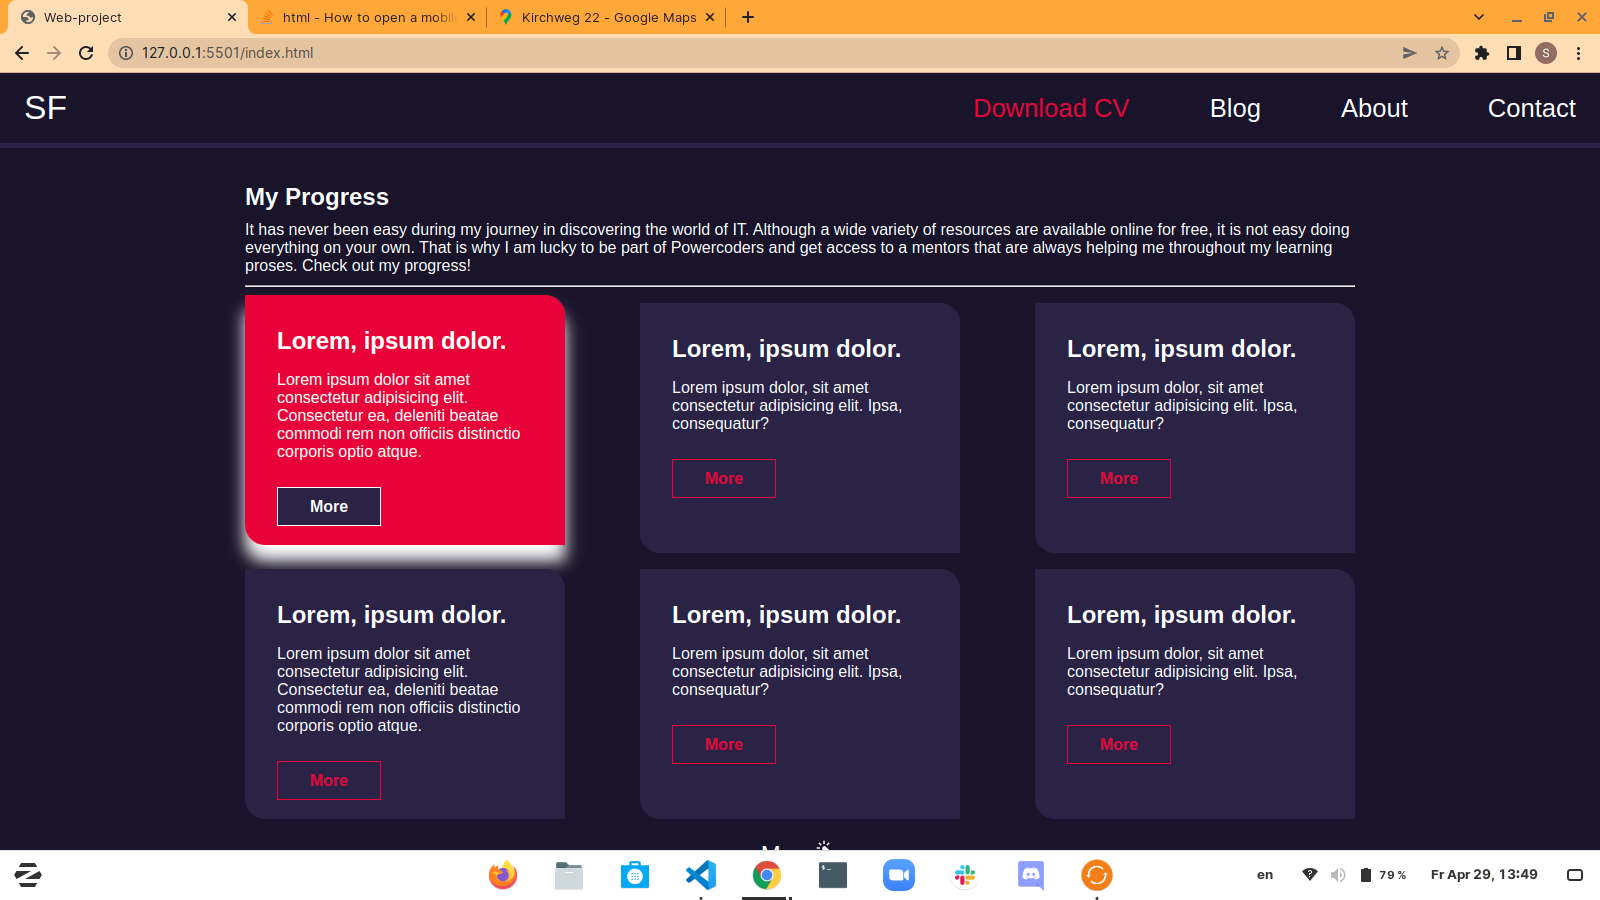 Web-project
html - How to open a mobile
Kirchweg 22 - Google Maps
127.0.0.1:5501/index.html
S
SF
Download CV
Blog
About
Contact
My Progress
It has never been easy during my journey in discovering the world of IT. Although a wide variety of resources are available online for free, it is not easy doing
everything on your own. That is why I am lucky to be part of Powercoders and get access to a mentors that are always helping me throughout my learning
proses. Check out my progress!
Lorem, ipsum dolor.
Lorem ipsum dolor sit amet
consectetur adipisicing elit.
Consectetur ea, deleniti beatae
commodi rem non officiis distinctio
corporis optio atque.
More
Lorem, ipsum dolor.
Lorem ipsum dolor, sit amet
consectetur adipisicing elit. Ipsa,
consequatur?
More
Lorem, ipsum dolor.
Lorem ipsum dolor, sit amet
consectetur adipisicing elit. Ipsa,
consequatur?
More
Lorem, ipsum dolor.
Lorem ipsum dolor sit amet
consectetur adipisicing elit.
Consectetur ea, deleniti beatae
commodi rem non officiis distinctio
corporis optio atque.
More
Lorem, ipsum dolor.
Lorem ipsum dolor, sit amet
consectetur adipisicing elit. Ipsa,
consequatur?
More
Lorem, ipsum dolor.
Lorem ipsum dolor, sit amet
consectetur adipisicing elit. Ipsa,
consequatur?
More
en
79 %
Fr Apr 29, 13:49